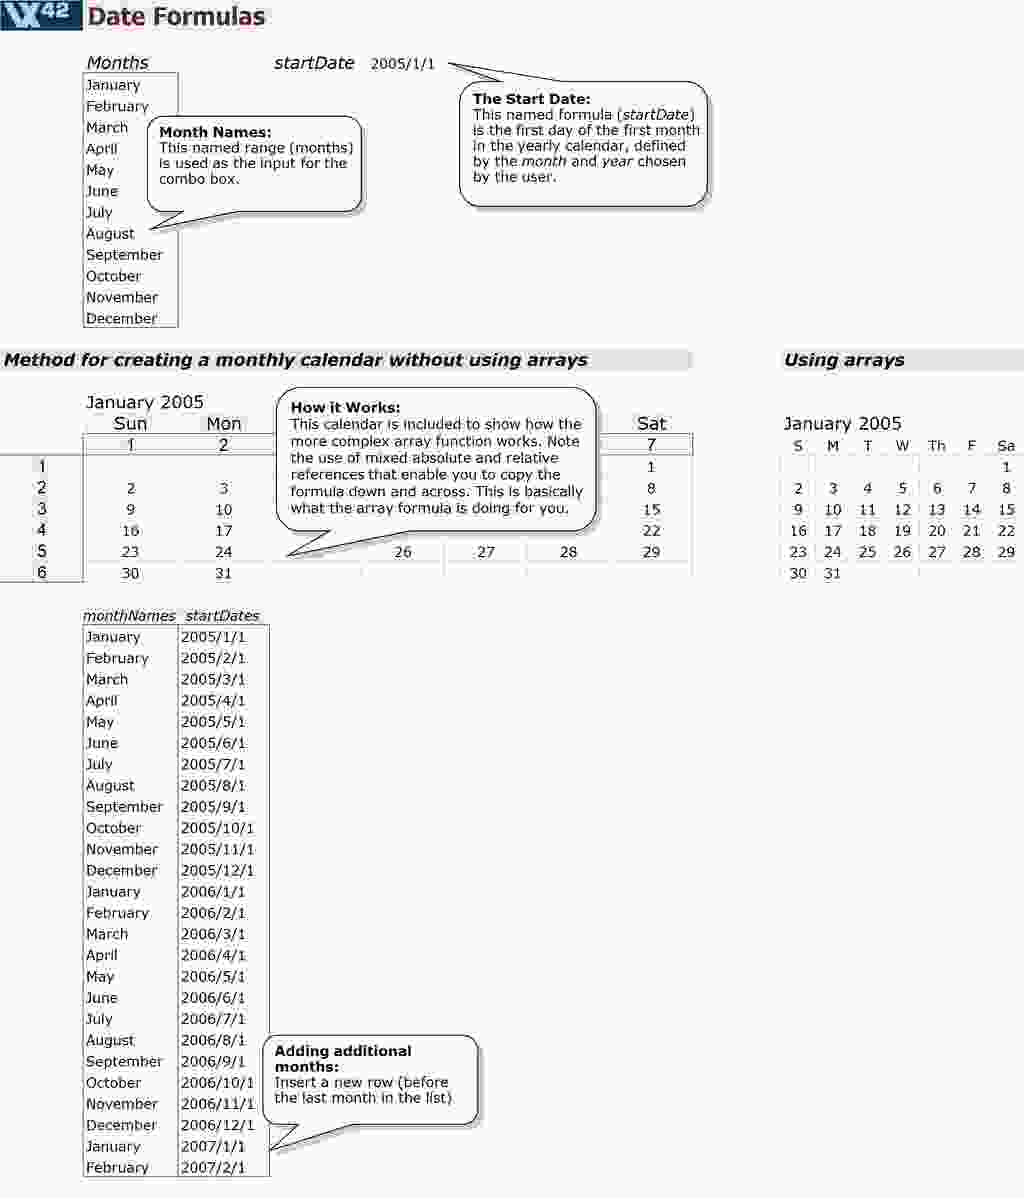 Date Formulas
Months startDate 2005/1/1
January
February
March
April
May
June
July
August
September
October
November
December
Month Names:
This named range (months)
is used as the input for the
combo box.
The Start Date:
This named formula (startDate)
is the first day of the first month
in the yearly calendar, defined
by the month and year chosen
by the user.
Method for creating a monthly calendar without using arrays
January 2005
Sun Mon Sat
1 2 7
1 1
2 2 3 8
3 9 10 15
4 16 17 22
5 23 24 26 27 28 29
6 30 31
How it Works:
This calendar is included to show how the
more complex array function works. Note
the use of mixed absolute and relative
references that enable you to copy the
formula down and across. This is basically
what the array formula is doing for you.
Using arrays
January 2005
S M T W Th F Sa
1
2 3 4 5 6 7 8
9 10 11 12 13 14 15
16 17 18 19 20 21 22
23 24 25 26 27 28 29
30 31
monthNames startDates
January 2005/1/1
February 2005/2/1
March 2005/3/1
April 2005/4/1
May 2005/5/1
June 2005/6/1
July 2005/7/1
August 2005/8/1
September 2005/9/1
October 2005/10/1
November 2005/11/1
December 2005/12/1
January 2006/1/1
February 2006/2/1
March 2006/3/1
April 2006/4/1
May 2006/5/1
June 2006/6/1
July 2006/7/1
August 2006/8/1
September 2006/9/1
October 2006/10/1
November 2006/11/1
December 2006/12/1
January 2007/1/1
February 2007/2/1
Adding additional
months:
Insert a new row (before
the last month in the list)